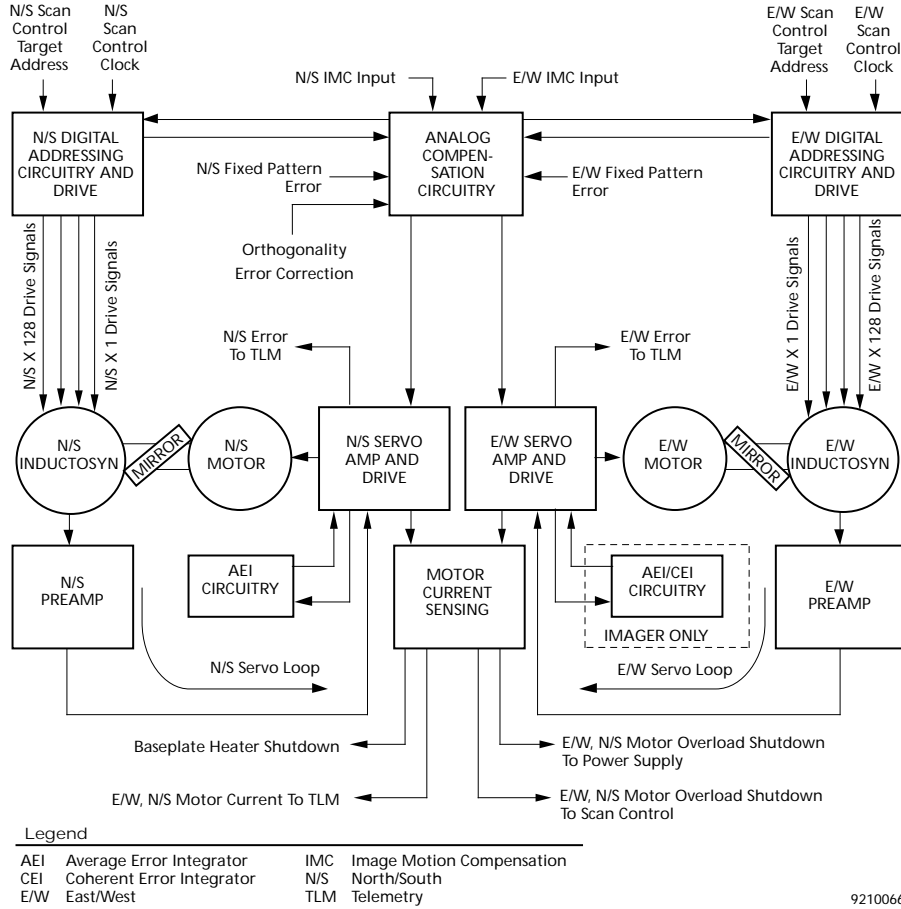 N/S Scan
Control
Target
Address
N/S
Scan
Control
Clock
E/W Scan
Control
Target
Address
E/W
Scan
Control
Clock
N/S IMC Input
E/W IMC Input
N/S DIGITAL
ADDRESSING
CIRCUITRY AND
DRIVE
ANALOG
COMPEN-
SATION
CIRCUITRY
E/W DIGITAL
ADDRESSING
CIRCUITRY AND
DRIVE
N/S Fixed Pattern
Error
E/W Fixed Pattern
Error
Orthogonality
Error Correction
N/S X 128 Drive Signals
N/S X 1 Drive Signals
E/W X 1 Drive Signals
E/W X 128 Drive Signals
N/S Error
To TLM
E/W Error
To TLM
N/S
INDUCTOSYN
MIRROR
N/S
MOTOR
N/S SERVO
AMP AND
DRIVE
E/W SERVO
AMP AND
DRIVE
E/W
MOTOR
MIRROR
E/W
INDUCTOSYN
N/S
PREAMP
AEI
CIRCUITRY
MOTOR
CURRENT
SENSING
AEI/CEI
CIRCUITRY
IMAGER ONLY
E/W
PREAMP
N/S Servo Loop
E/W Servo Loop
Baseplate Heater Shutdown
E/W, N/S Motor Overload Shutdown
To Power Supply
E/W, N/S Motor Current To TLM
E/W, N/S Motor Overload Shutdown
To Scan Control
Legend
AEI Average Error Integrator IMC Image Motion Compensation
CEI Coherent Error Integrator N/S North/South
E/W East/West TLM Telemetry
9210066